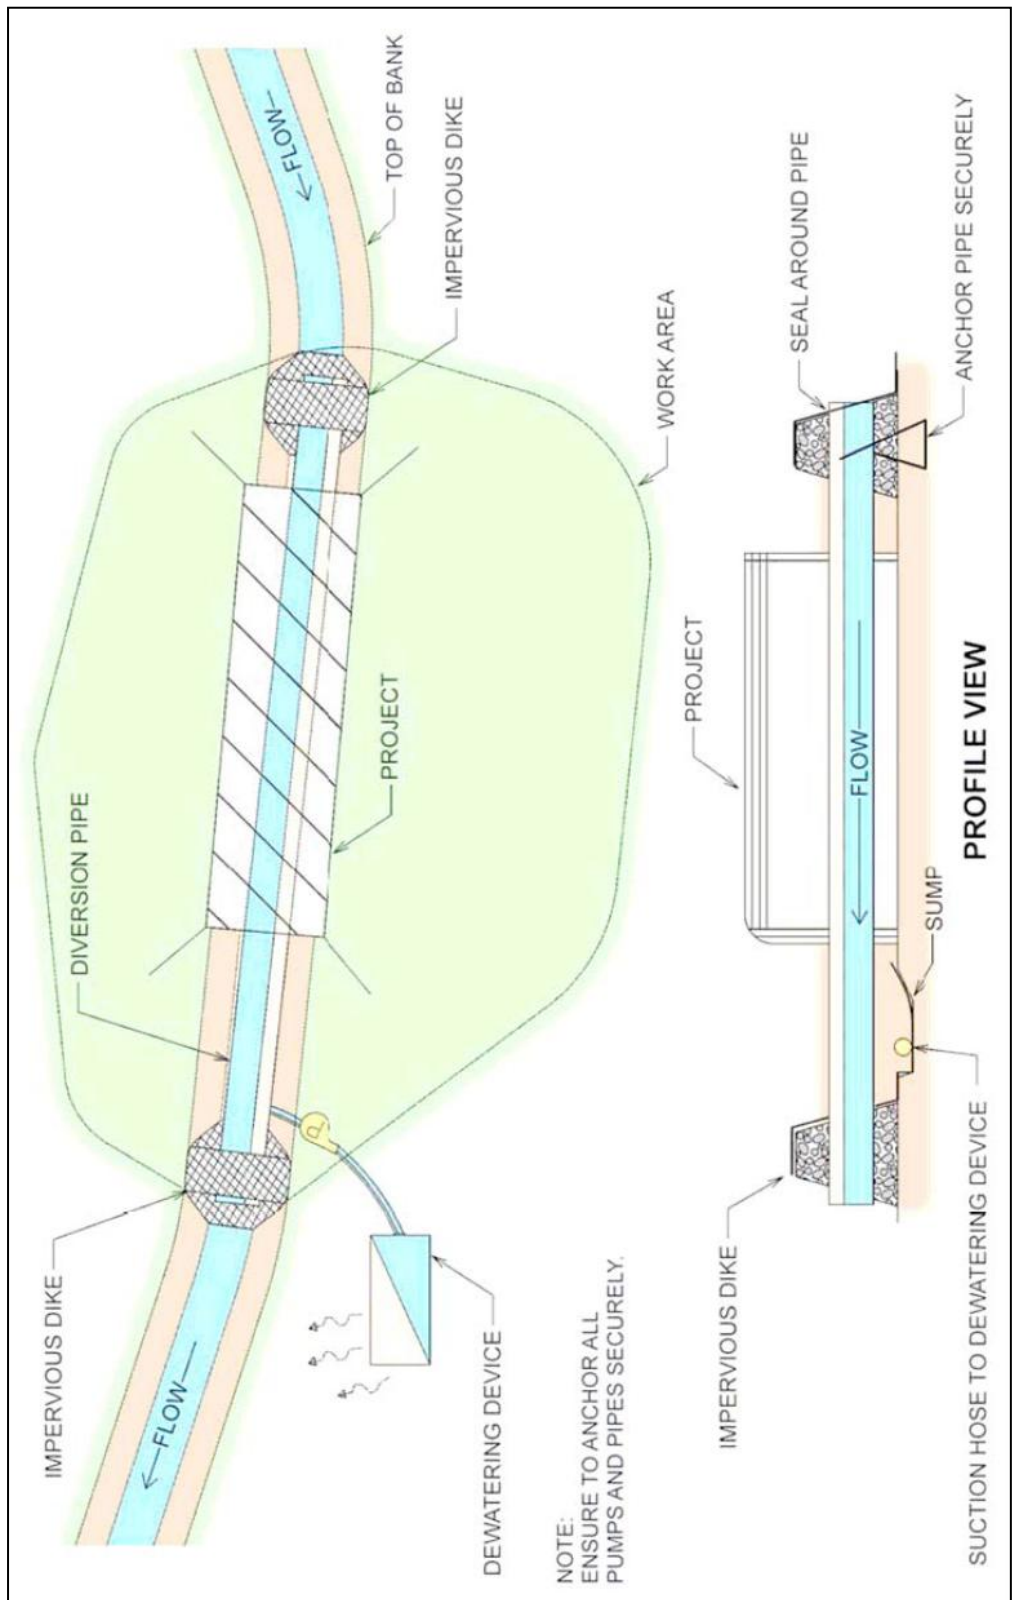 IMPERVIOUS DIKE
DIVERSION PIPE
FLOW
FLOW
PROJECT
TOP OF BANK
IMPERVIOUS DIKE
WORK AREA
DEWATERING DEVICE
NOTE:
ENSURE TO ANCHOR ALL
PUMPS AND PIPES SECURELY.
IMPERVIOUS DIKE
PROJECT
SEAL AROUND PIPE
FLOW
SUMP
ANCHOR PIPE SECURELY
SUCTION HOSE TO DEWATERING DEVICE
PROFILE VIEW
P